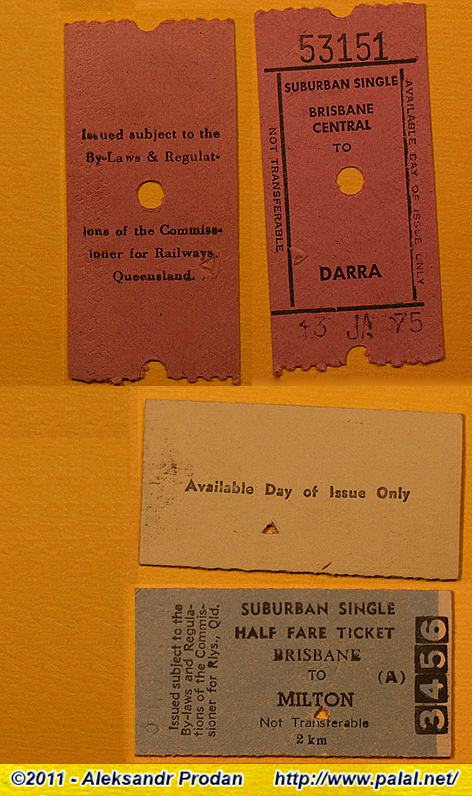 Issued subject to the
By-Laws & Regulat-
ions of the Commiss-
ioner for Railways.
Queensland.
53151
SUBURBAN SINGLE
BRISBANE
CENTRAL
TO
DARRA
NOT TRANSFERABLE
AVAILABLE DAY OF ISSUE ONLY
JA 75
Available Day of Issue Only
Issued subject to the
By-laws and Regula-
tions of the Commis-
sioner for Rlys., Qld.
SUBURBAN SINGLE
HALF FARE TICKET
BRISBANE
TO (A)
MILTON
Not Transferable
2 km
3456
©2011 - Aleksandr Prodan http://www.palal.net/